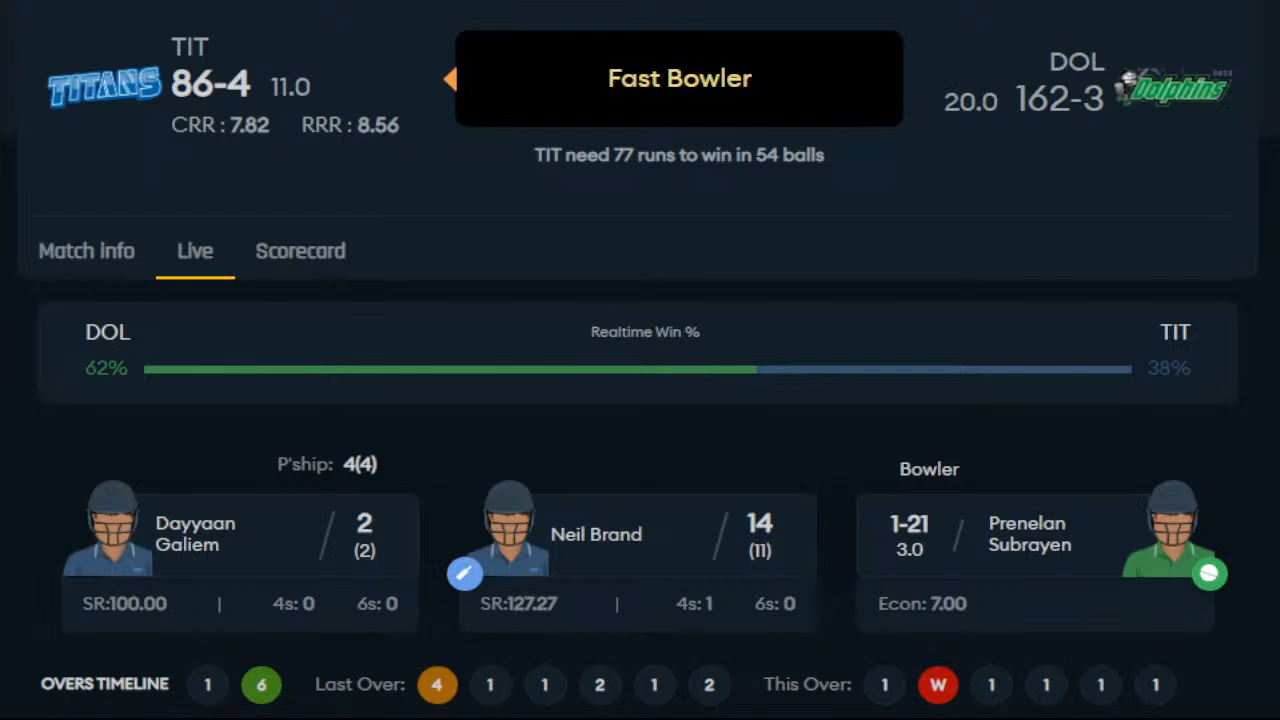 TIT
TITANS 86-4 11.0
CRR : 7.82 RRR : 8.56
Fast Bowler
TIT need 77 runs to win in 54 balls
DOL
20.0 162-3 Dolphins
Match info Live Scorecard
DOL Realtime Win % TIT
62% 38%
P'ship: 4(4)
Dayyaan
Galiem
2
(2)
SR:100.00 | 4s: 0 6s: 0
Neil Brand
14
(11)
SR:127.27 | 4s: 1 6s: 0
Bowler
1-21
3.0
Prenelan
Subrayen
Econ: 7.00
OVERS TIMELINE 1 6 Last Over: 4 1 1 2 1 2 This Over: 1 W 1 1 1 1